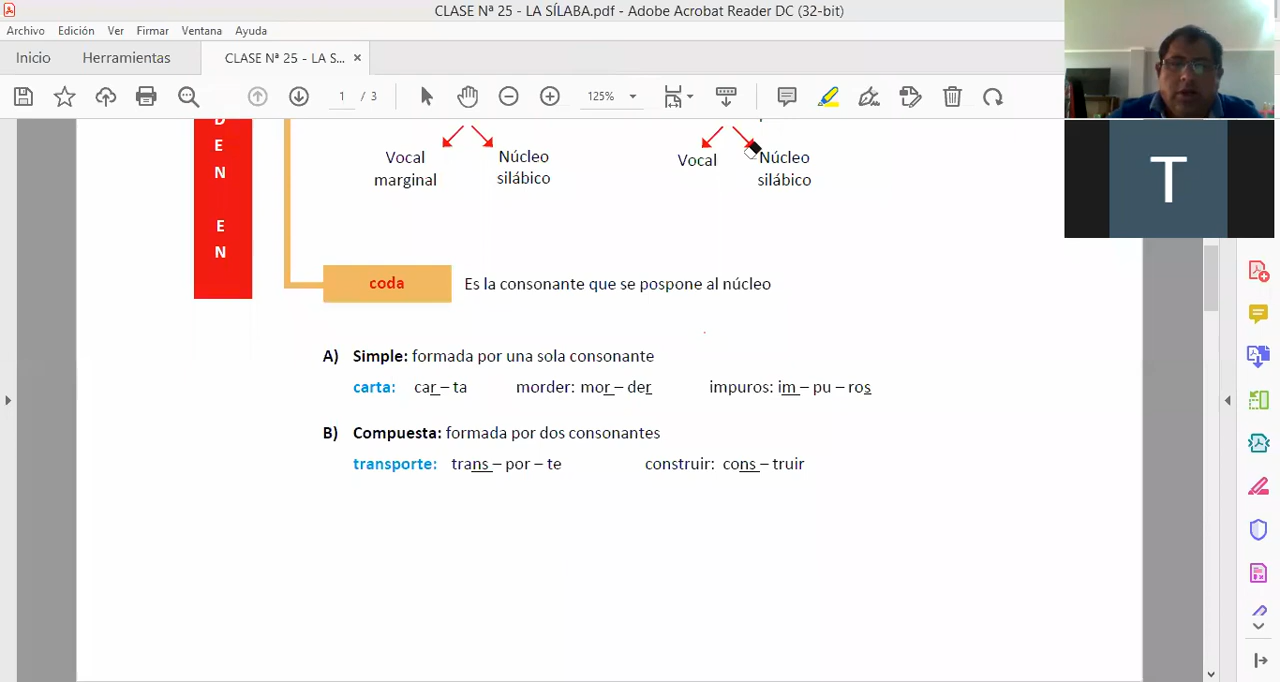 CLASE Nª 25 - LA SÍLABA.pdf - Adobe Acrobat Reader DC (32-bit)
Archivo Edición Ver Firmar Ventana Ayuda
Inicio Herramientas CLASE Nª 25 - LA S... ×
1 / 3 125%
D
E
N
E
N
Vocal
marginal
Núcleo
silábico
Vocal
Núcleo
silábico
T
coda Es la consonante que se pospone al núcleo
A) Simple: formada por una sola consonante
carta: car – ta morder: mor – der impuros: im – pu – ros
B) Compuesta: formada por dos consonantes
transporte: trans – por – te construir: cons – truir